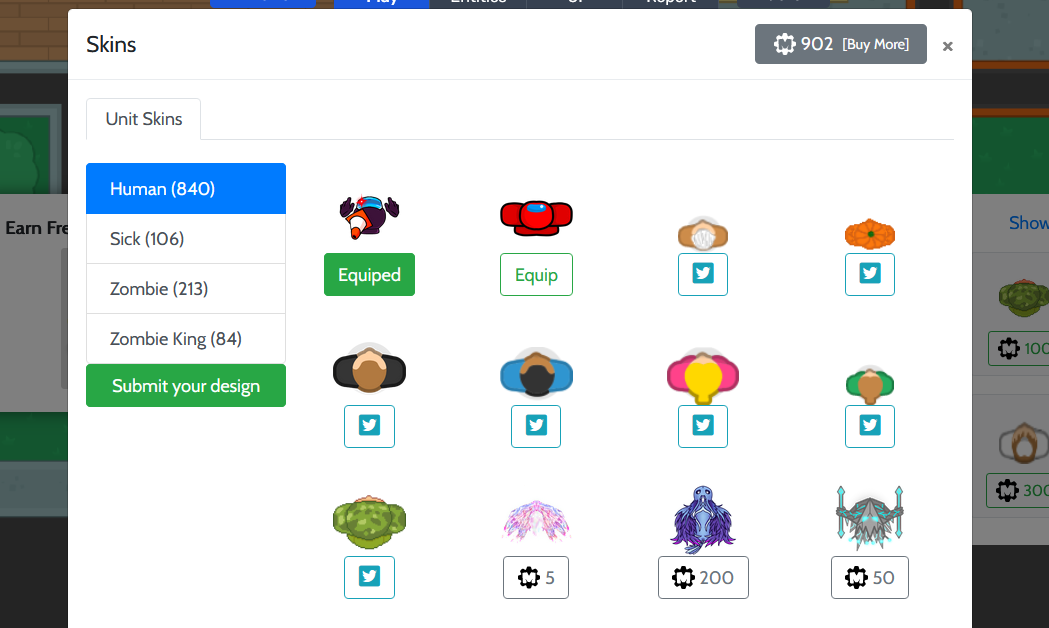 Play
Entities
Report
Skins
902 [Buy More]
×
Unit Skins
Human (840)
Sick (106)
Zombie (213)
Zombie King (84)
Submit your design
Equiped
Equip
5
200
50
Earn Fre
Show
100
300